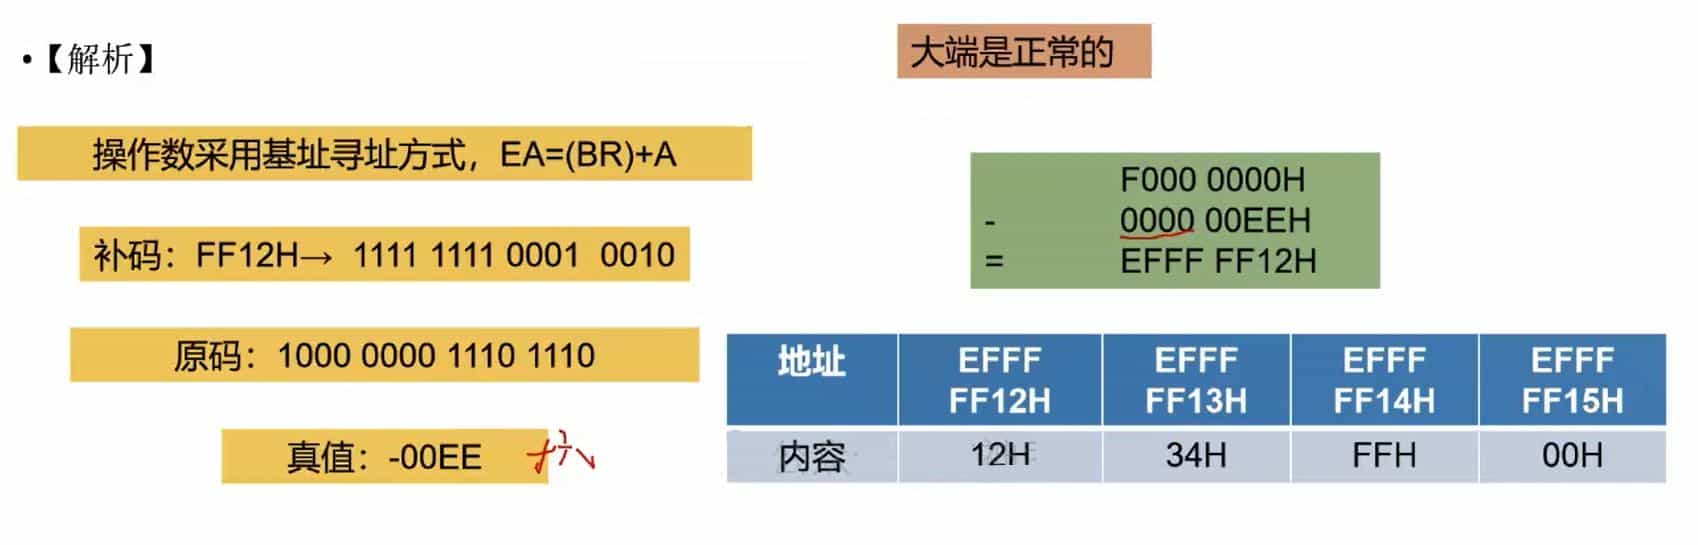 •【解析】
大端是正常的
操作数采用基址寻址方式，EA=(BR)+A
补码：FF12H→ 1111 1111 0001 0010
原码：1000 0000 1110 1110
真值：-00EE 十六
F000 0000H
- 0000 00EEH
= EFFF FF12H
地址 EFFF FF12H EFFF FF13H EFFF FF14H EFFF FF15H
内容 12H 34H FFH 00H